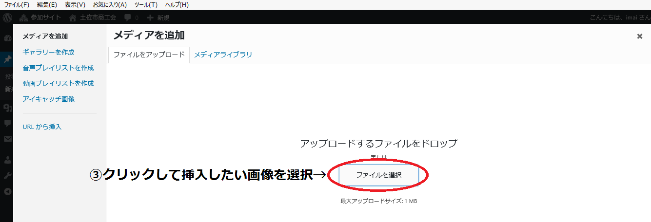 ファイル(F) 編集(E) 表示(V) お気に入り(A) ツール(T) ヘルプ(H)
参加サイト 土佐市商工会 0 新規 こんにちは、
メディアを追加
ギャラリーを作成
音声プレイリストを作成
動画プレイリストを作成
アイキャッチ画像
URL から挿入
メディアを追加 ×
ファイルをアップロード メディアライブラリ
アップロードするファイルをドロップ
または
③クリックして挿入したい画像を選択→ ファイルを選択
最大アップロードサイズ: 1 MB